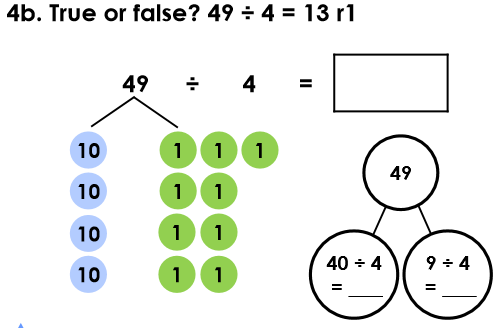 4b. True or false? 49 ÷ 4 = 13 r1
49 ÷ 4 =
10 1 1 1
10 1 1
10 1 1
10 1 1
49
40 ÷ 4
= ____
9 ÷ 4
= ____